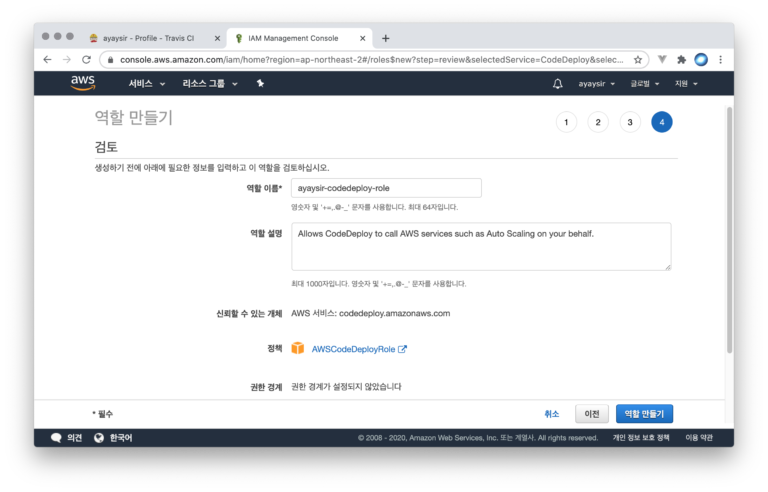 ayaysir - Profile - Travis CI
IAM Management Console
console.aws.amazon.com/iam/home?region=ap-northeast-2#/roles$new?step=review&selectedService=CodeDeploy&selec...
aws
서비스
리소스 그룹
ayaysir
글로벌
지원
역할 만들기
1
2
3
4
검토
생성하기 전에 아래에 필요한 정보를 입력하고 이 역할을 검토하십시오.
역할 이름*
ayaysir-codedeploy-role
영숫자 및 '+=,.@-_' 문자를 사용합니다. 최대 64자입니다.
역할 설명
Allows CodeDeploy to call AWS services such as Auto Scaling on your behalf.
최대 1000자입니다. 영숫자 및 '+=,.@-_' 문자를 사용합니다.
신뢰할 수 있는 개체
AWS 서비스: codedeploy.amazonaws.com
정책
AWSCodeDeployRole
권한 경계
권한 경계가 설정되지 않았습니다
* 필수
취소
이전
역할 만들기
의견
한국어
© 2008 - 2020, Amazon Web Services, Inc. 또는 계열사. All rights reserved.
개인 정보 보호 정책
이용 약관